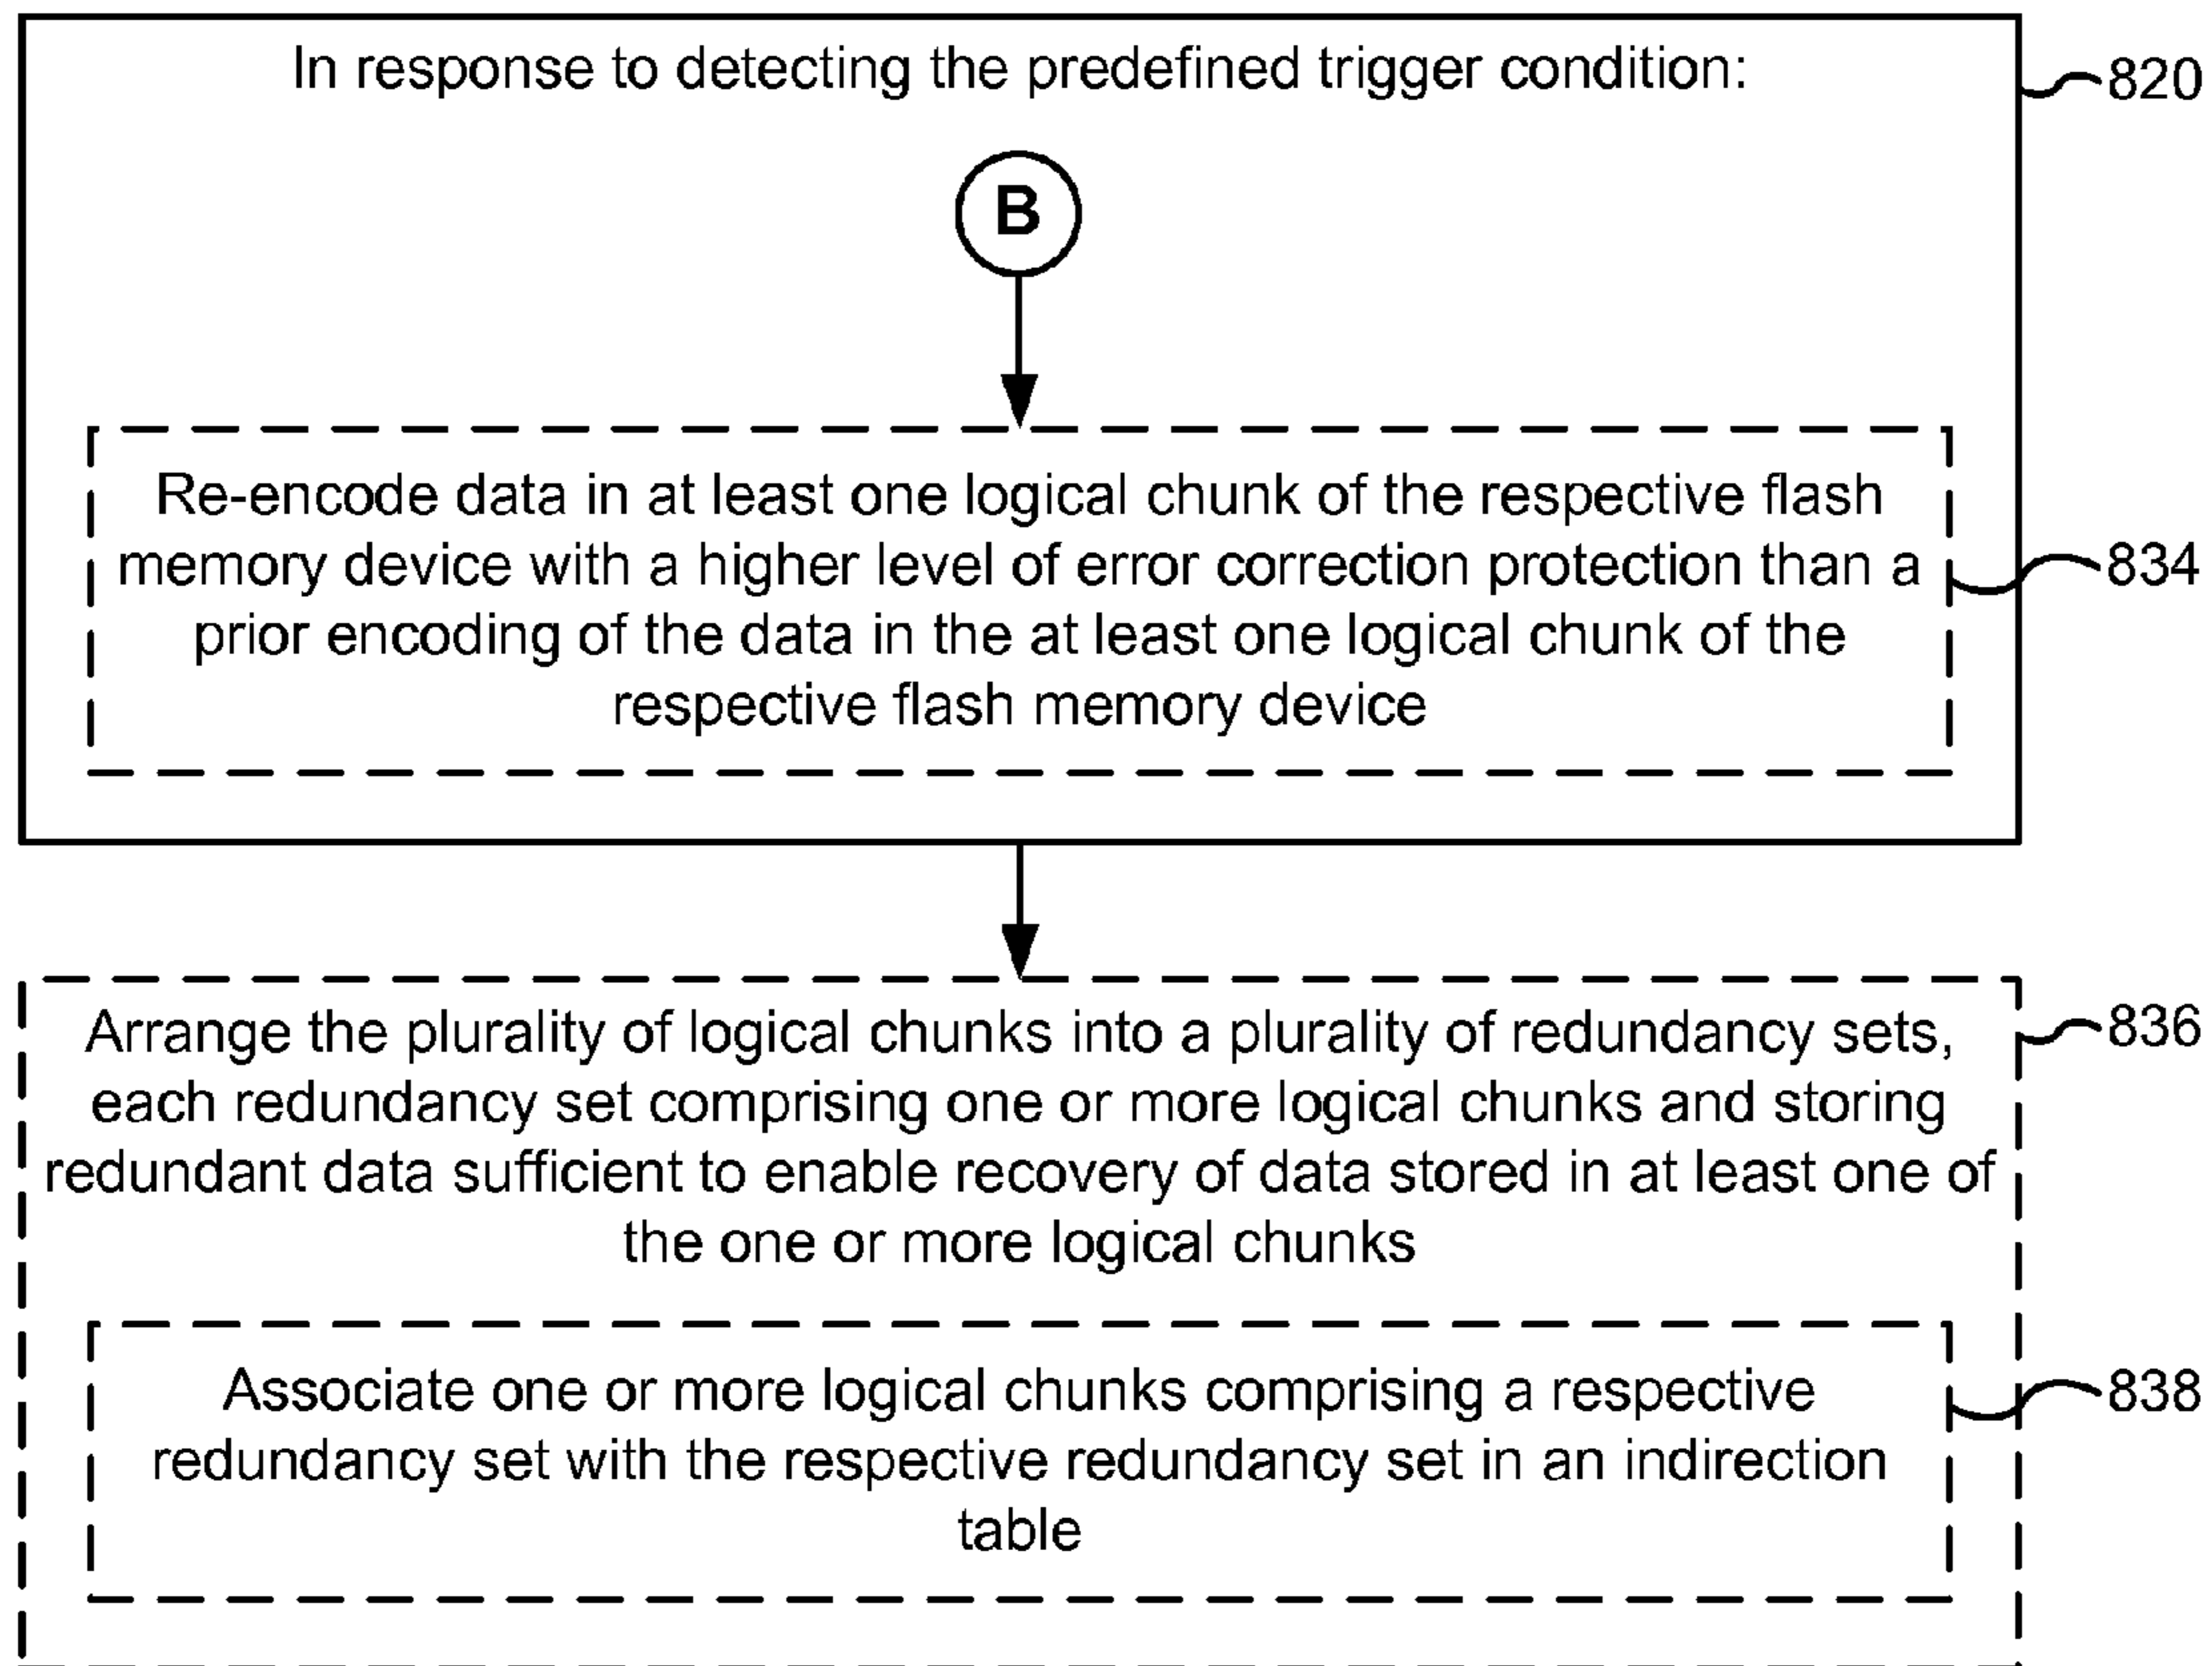 In response to detecting the predefined trigger condition:
820
B
Re-encode data in at least one logical chunk of the respective flash
memory device with a higher level of error correction protection than a
834
prior encoding of the data in the at least one logical chunk of the
respective flash memory device
Arrange the plurality of logical chunks into a plurality of redundancy sets,
836
each redundancy set comprising one or more logical chunks and storing
redundant data sufficient to enable recovery of data stored in at least one of
the one or more logical chunks
Associate one or more logical chunks comprising a respective
838
redundancy set with the respective redundancy set in an indirection
table